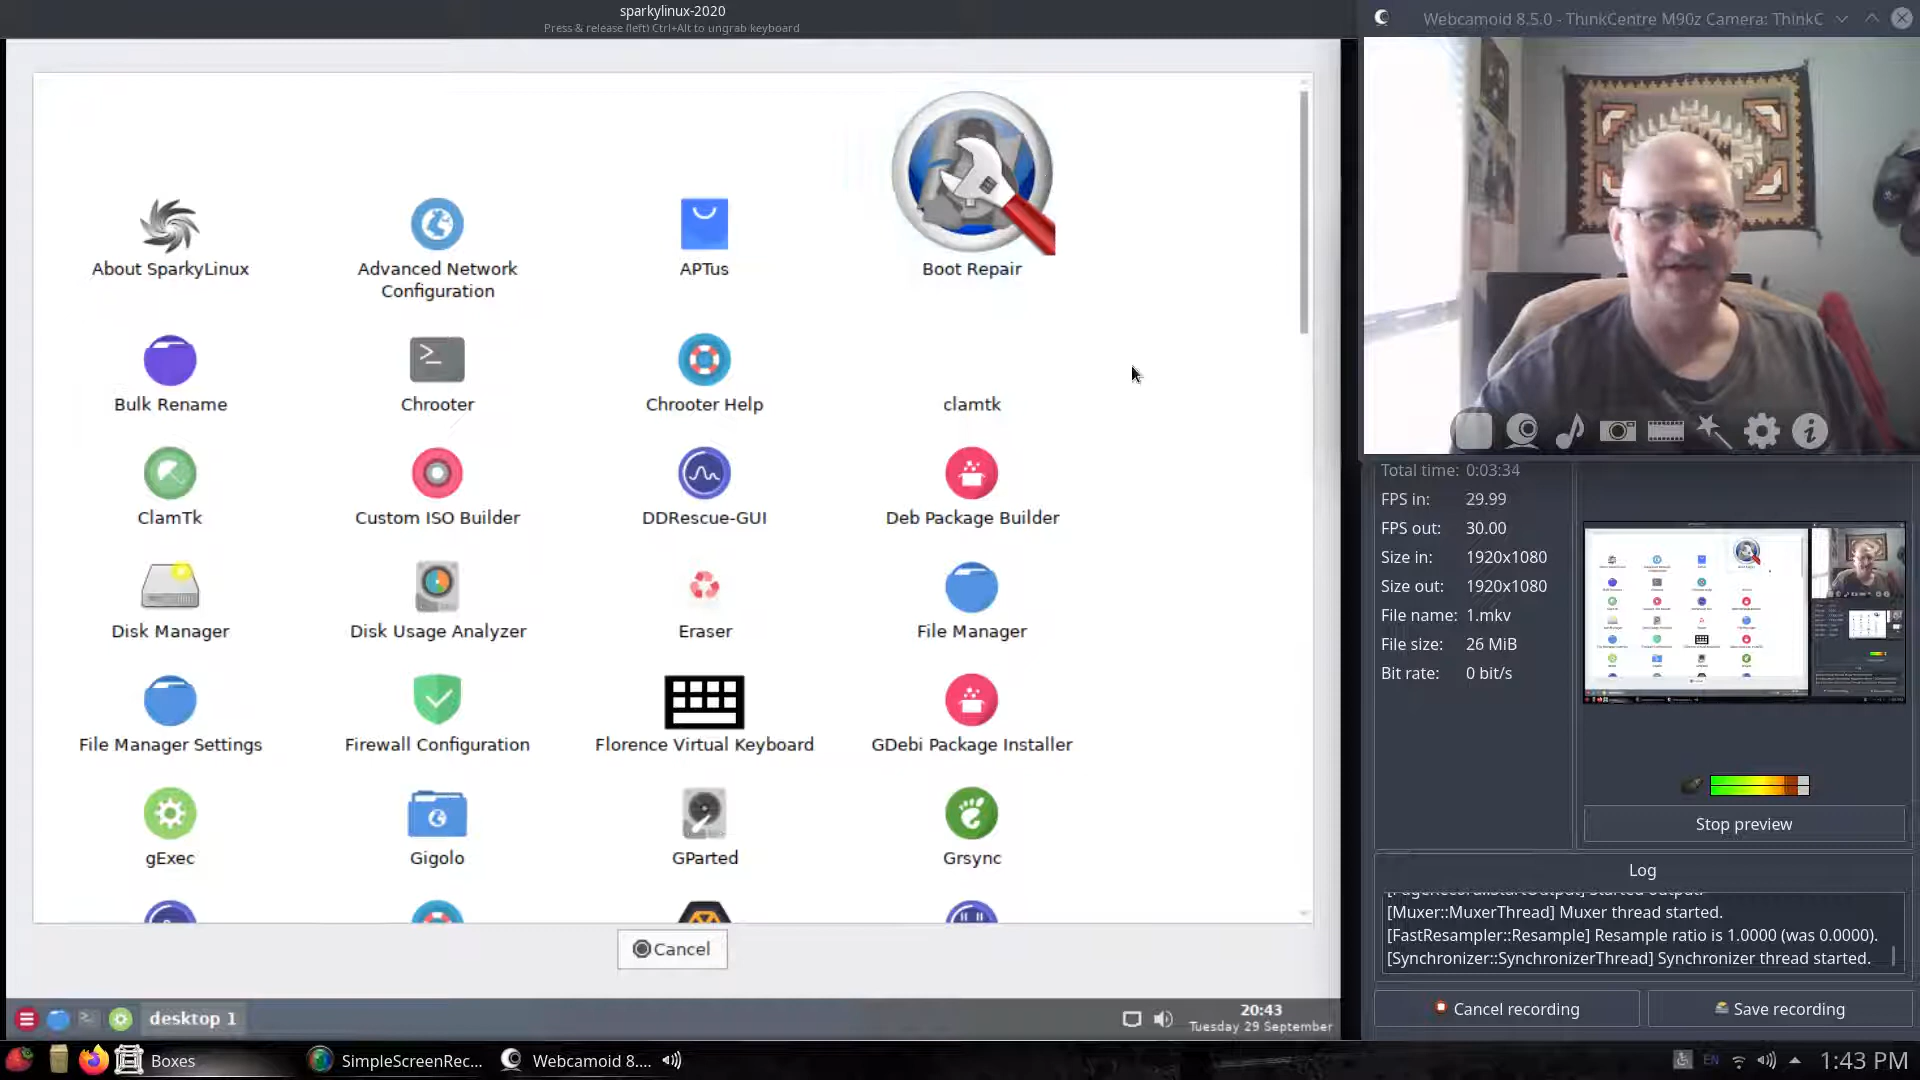 sparkylinux-2020
Press & release (left) Ctrl+Alt to ungrab keyboard
Webcamoid 8.5.0 - ThinkCentre M90z Camera: ThinkC
About SparkyLinux
Advanced Network
Configuration
APTus
Boot Repair
Bulk Rename
Chrooter
Chrooter Help
clamtk
ClamTk
Custom ISO Builder
DDRescue-GUI
Deb Package Builder
Disk Manager
Disk Usage Analyzer
Eraser
File Manager
File Manager Settings
Firewall Configuration
Florence Virtual Keyboard
GDebi Package Installer
gExec
Gigolo
GParted
Grsync
Cancel
desktop 1
20:43
Tuesday 29 September
Total time: 0:03:34
FPS in: 29.99
FPS out: 30.00
Size in: 1920x1080
Size out: 1920x1080
File name: 1.mkv
File size: 26 MiB
Bit rate: 0 bit/s
Stop preview
Log
[Muxer::MuxerThread] Muxer thread started.
[FastResampler::Resample] Resample ratio is 1.0000 (was 0.0000).
[Synchronizer::SynchronizerThread] Synchronizer thread started.
Cancel recording
Save recording
Boxes
SimpleScreenRec...
Webcamoid 8....
EN
1:43 PM